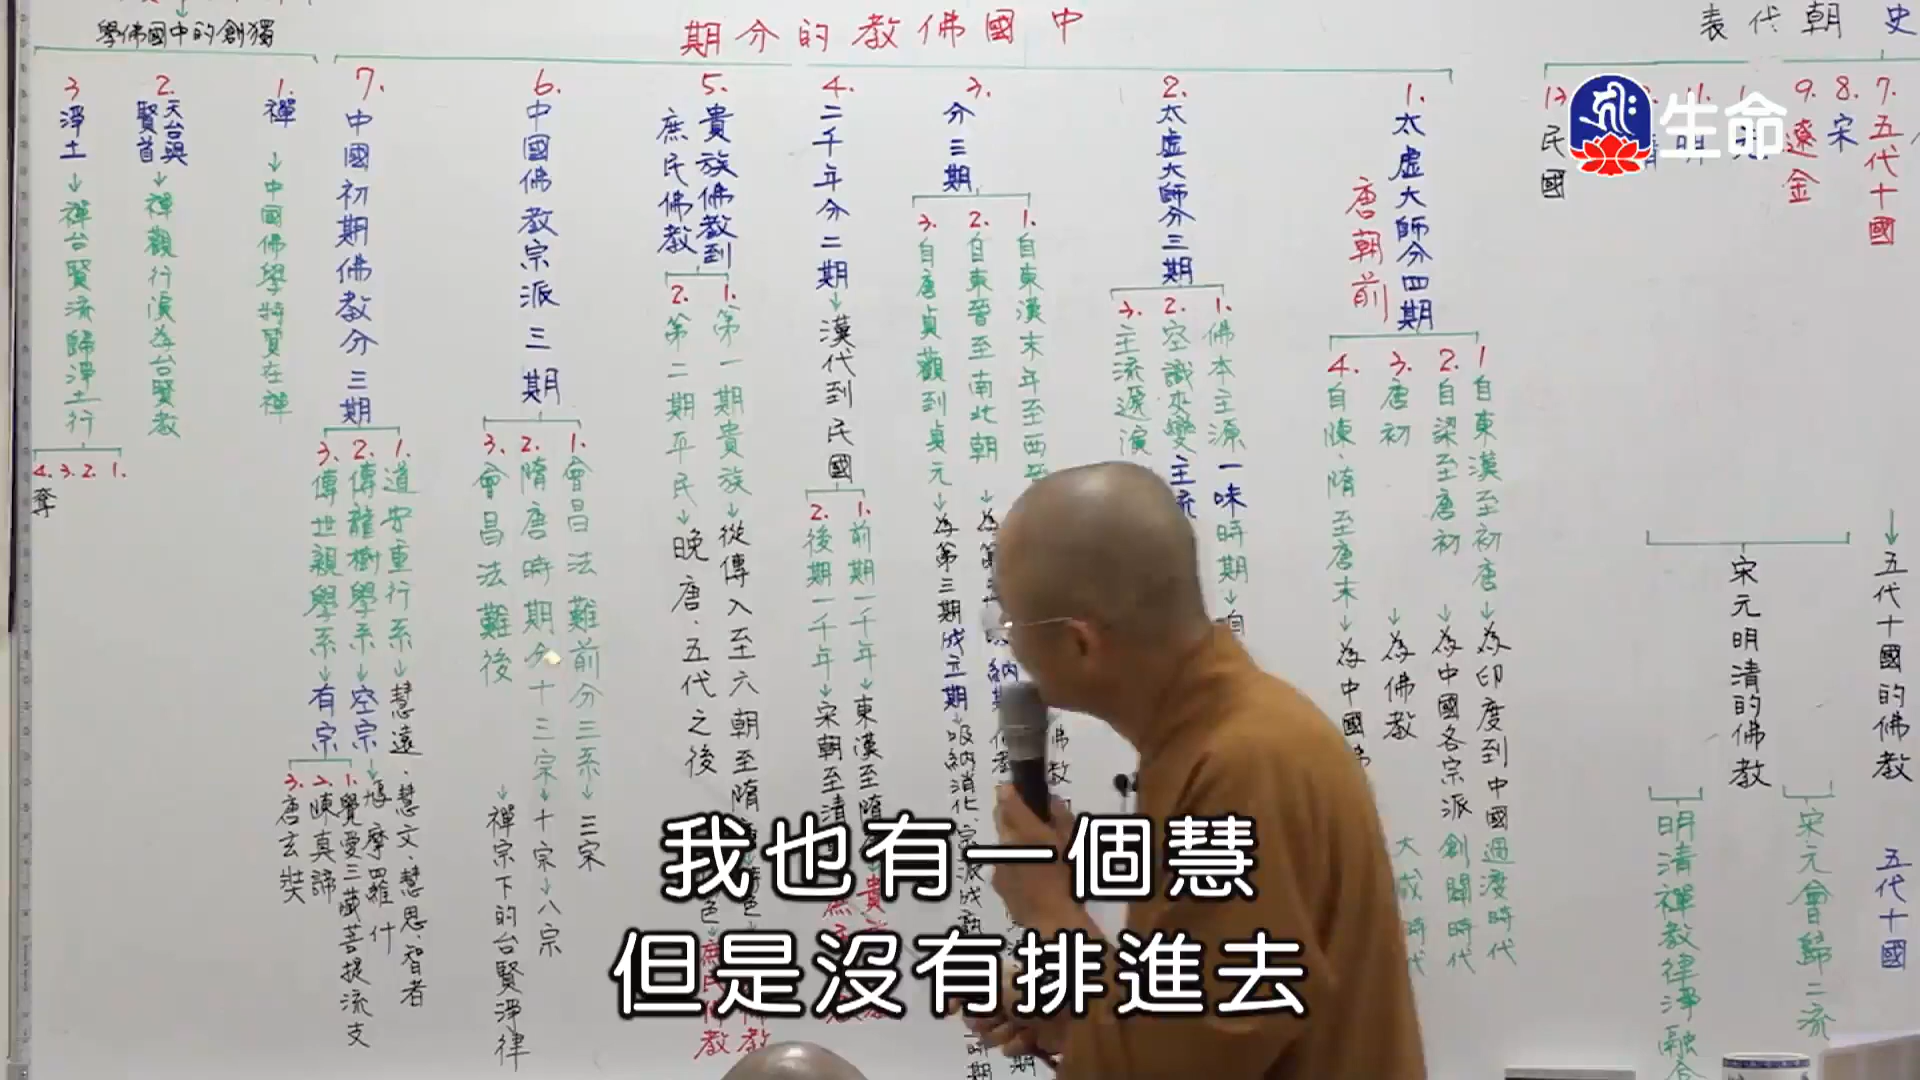 史朝代表
7.
五代十國
8.
宋
9.
遼金
13
民國
五代十國的佛教
五代十國
宋元明清的佛教
宋元會歸二流
明清禪教律淨融合
中國佛教的分期
1.
太虛大師分四期
唐朝前
1
自東漢至初唐→為印度到中國過渡時代
2.
自梁至唐初→為中國各宗派創開時代
3.
唐初→為佛教大成時代
4.
自陳、隋至唐末→為中國
2.
太虛大師分三期
1.
佛本主源一味時期→
2.
空識次變主流
3.
主流遞演
3.
分三期
1.
自東漢末年至西
2.
自東晉至南北朝
3.
自唐貞觀到貞元→為第三期成立期→吸納消化、宗派成
4.
二千年分二期→漢代到民國
1.
前期一千年→東漢至隋
2.
後期一千年→宋朝至清
5.
貴族佛教到
庶民佛教
1.
第一期貴族→從傳入至六朝至隋
2.
第二期平民→晚唐、五代之後
6.
中國佛教宗派三期
1.
會昌法難前分三系→三宗
2.
隋唐時期分十三宗→十宗→八宗
3.
會昌法難後→禪宗下的台賢淨律
7.
中國初期佛教分三期
1.
道安重行系→慧遠、慧文、慧思、智者
2.
傳龍樹學系→空宗→鳩摩羅什
3.
傳世親學系→有宗
1.
覺愛三藏菩提流支
2.
陳真諦
3.
唐玄奘
獨創的中國佛學
1.
禪→中國佛學特質在禪
2.
天台與
賢首→禪觀行演為台賢教
3
淨土→禪台賢流歸淨土行
1.
2.
3.
4.
奪
生命
我也有一個慧
但是沒有排進去